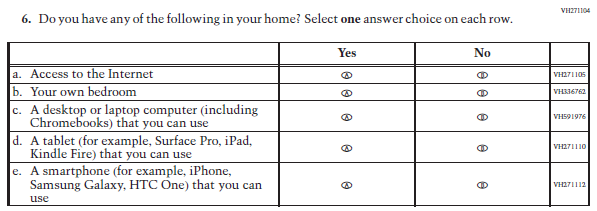 VH271104
6. Do you have any of the following in your home? Select one answer choice on each row.
Yes No
a. Access to the Internet Ⓐ Ⓑ VH271105
b. Your own bedroom Ⓐ Ⓑ VH336762
c. A desktop or laptop computer (including
Chromebooks) that you can use Ⓐ Ⓑ VH591976
d. A tablet (for example, Surface Pro, iPad,
Kindle Fire) that you can use Ⓐ Ⓑ VH271110
e. A smartphone (for example, iPhone,
Samsung Galaxy, HTC One) that you can
use Ⓐ Ⓑ VH271112